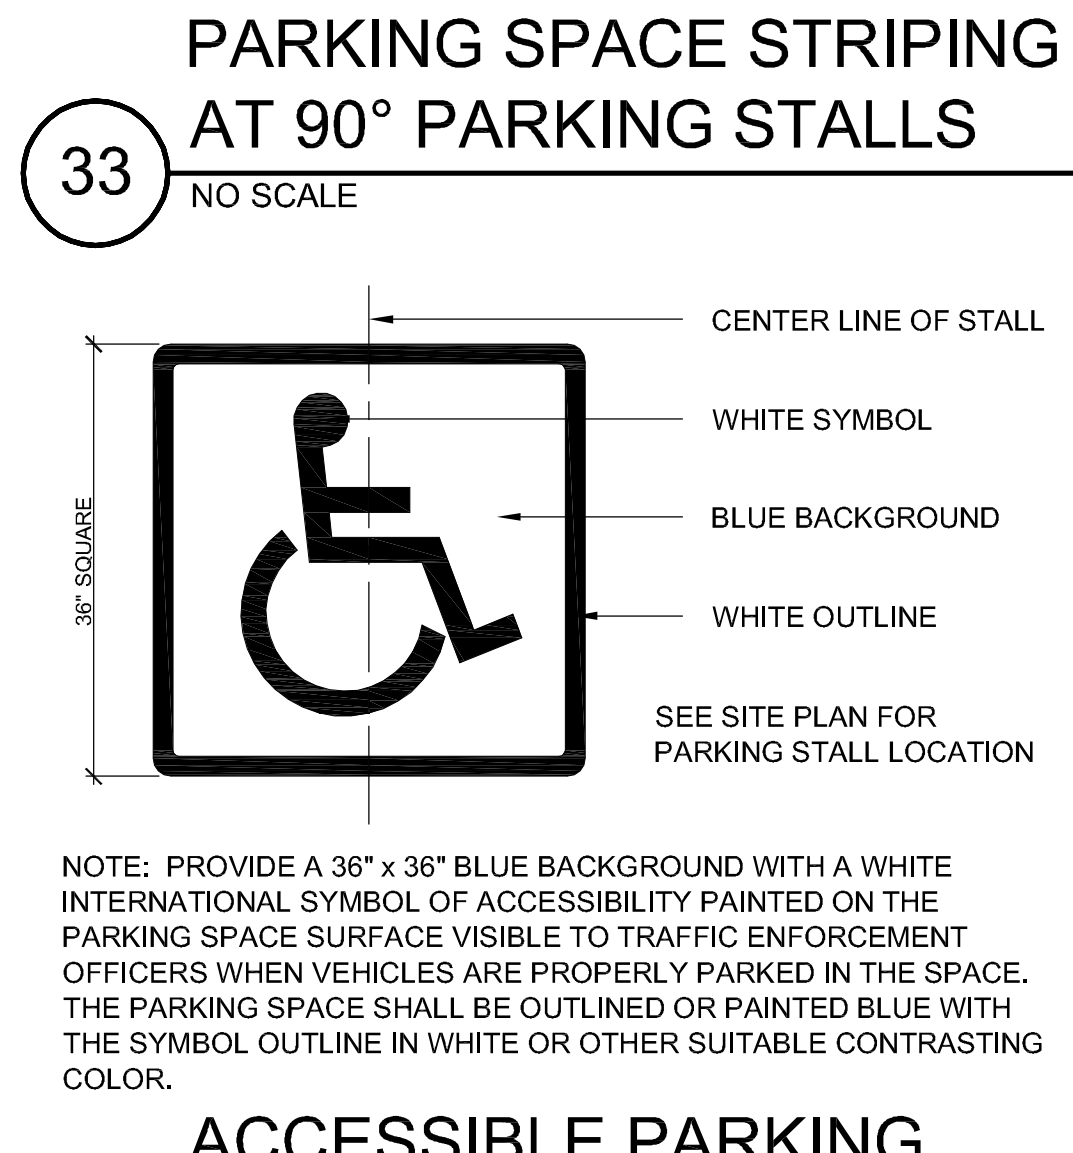 PARKING SPACE STRIPING
AT 90° PARKING STALLS
33
NO SCALE
CENTER LINE OF STALL
WHITE SYMBOL
BLUE BACKGROUND
36" SQUARE
WHITE OUTLINE
SEE SITE PLAN FOR
PARKING STALL LOCATION
NOTE: PROVIDE A 36" x 36" BLUE BACKGROUND WITH A WHITE
INTERNATIONAL SYMBOL OF ACCESSIBILITY PAINTED ON THE
PARKING SPACE SURFACE VISIBLE TO TRAFFIC ENFORCEMENT
OFFICERS WHEN VEHICLES ARE PROPERLY PARKED IN THE SPACE.
THE PARKING SPACE SHALL BE OUTLINED OR PAINTED BLUE WITH
THE SYMBOL OUTLINE IN WHITE OR OTHER SUITABLE CONTRASTING
COLOR.
ACCESSIBLE PARKING